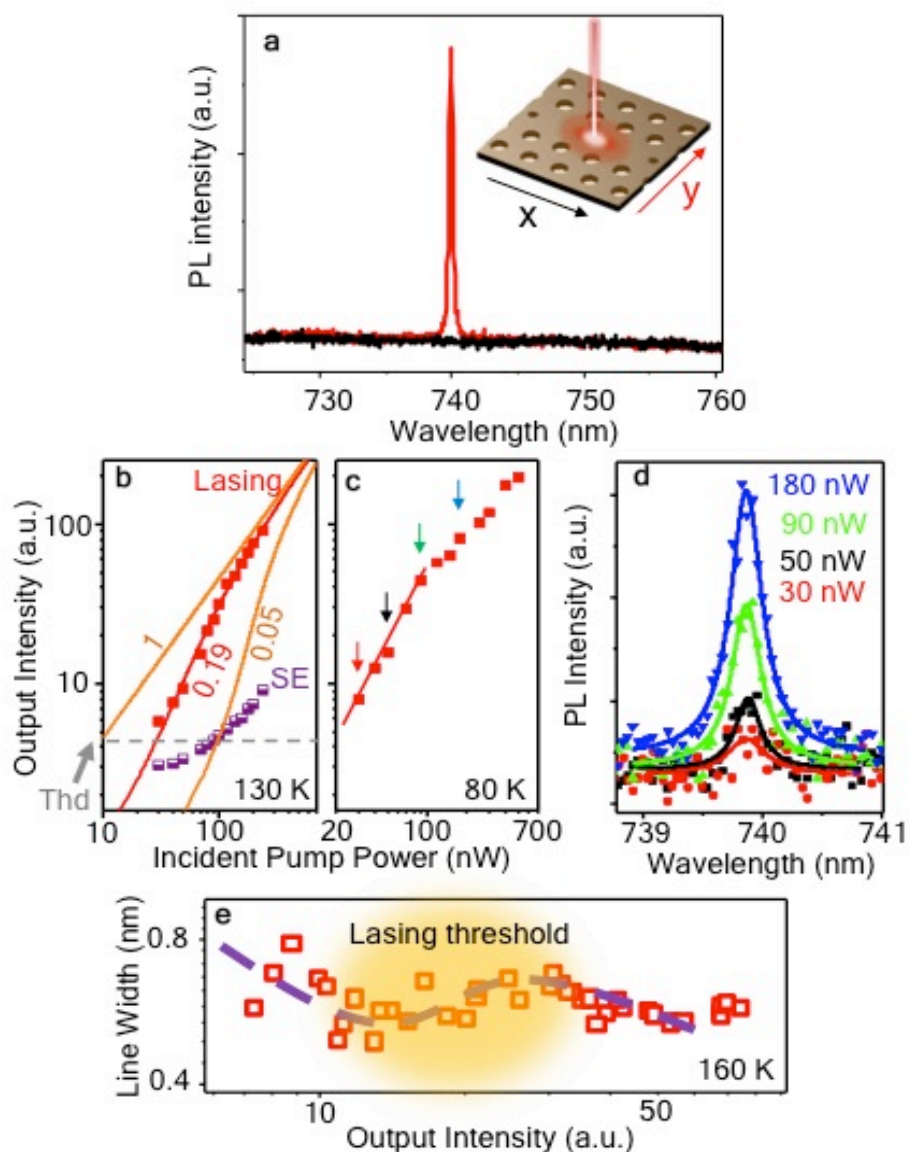 a
PL intensity (a.u.)
x
y
730 740 750 760
Wavelength (nm)
b
Lasing
1
0.19
0.05
SE
Thd
130 K
100
10
Output Intensity (a.u.)
10 100
c
80 K
20 100 700
Incident Pump Power (nW)
d
180 nW
90 nW
50 nW
30 nW
PL Intensity (a.u.)
739 740 741
Wavelength (nm)
e
Lasing threshold
160 K
Line Width (nm)
0.8
0.4
10 50
Output Intensity (a.u.)